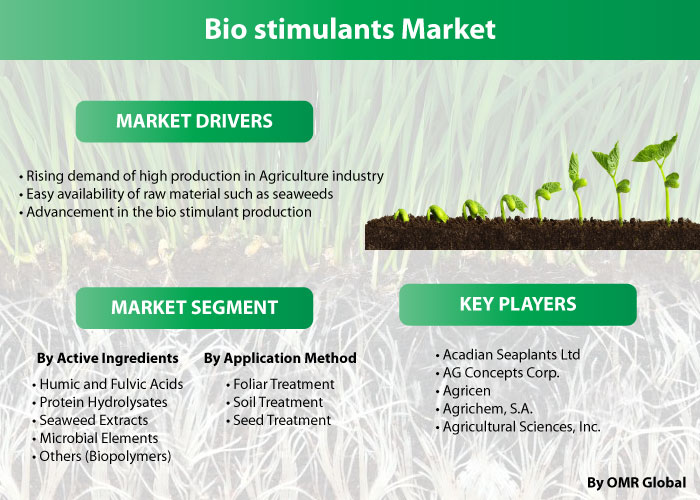 Bio stimulants Market
MARKET DRIVERS
• Rising demand of high production in Agriculture industry
• Easy availability of raw material such as seaweeds
• Advancement in the bio stimulant production
MARKET SEGMENT
By Active Ingredients
• Humic and Fulvic Acids
• Protein Hydrolysates
• Seaweed Extracts
• Microbial Elements
• Others (Biopolymers)
By Application Method
• Foliar Treatment
• Soil Treatment
• Seed Treatment
KEY PLAYERS
• Acadian Seaplants Ltd
• AG Concepts Corp.
• Agricen
• Agrichem, S.A.
• Agricultural Sciences, Inc.
By OMR Global